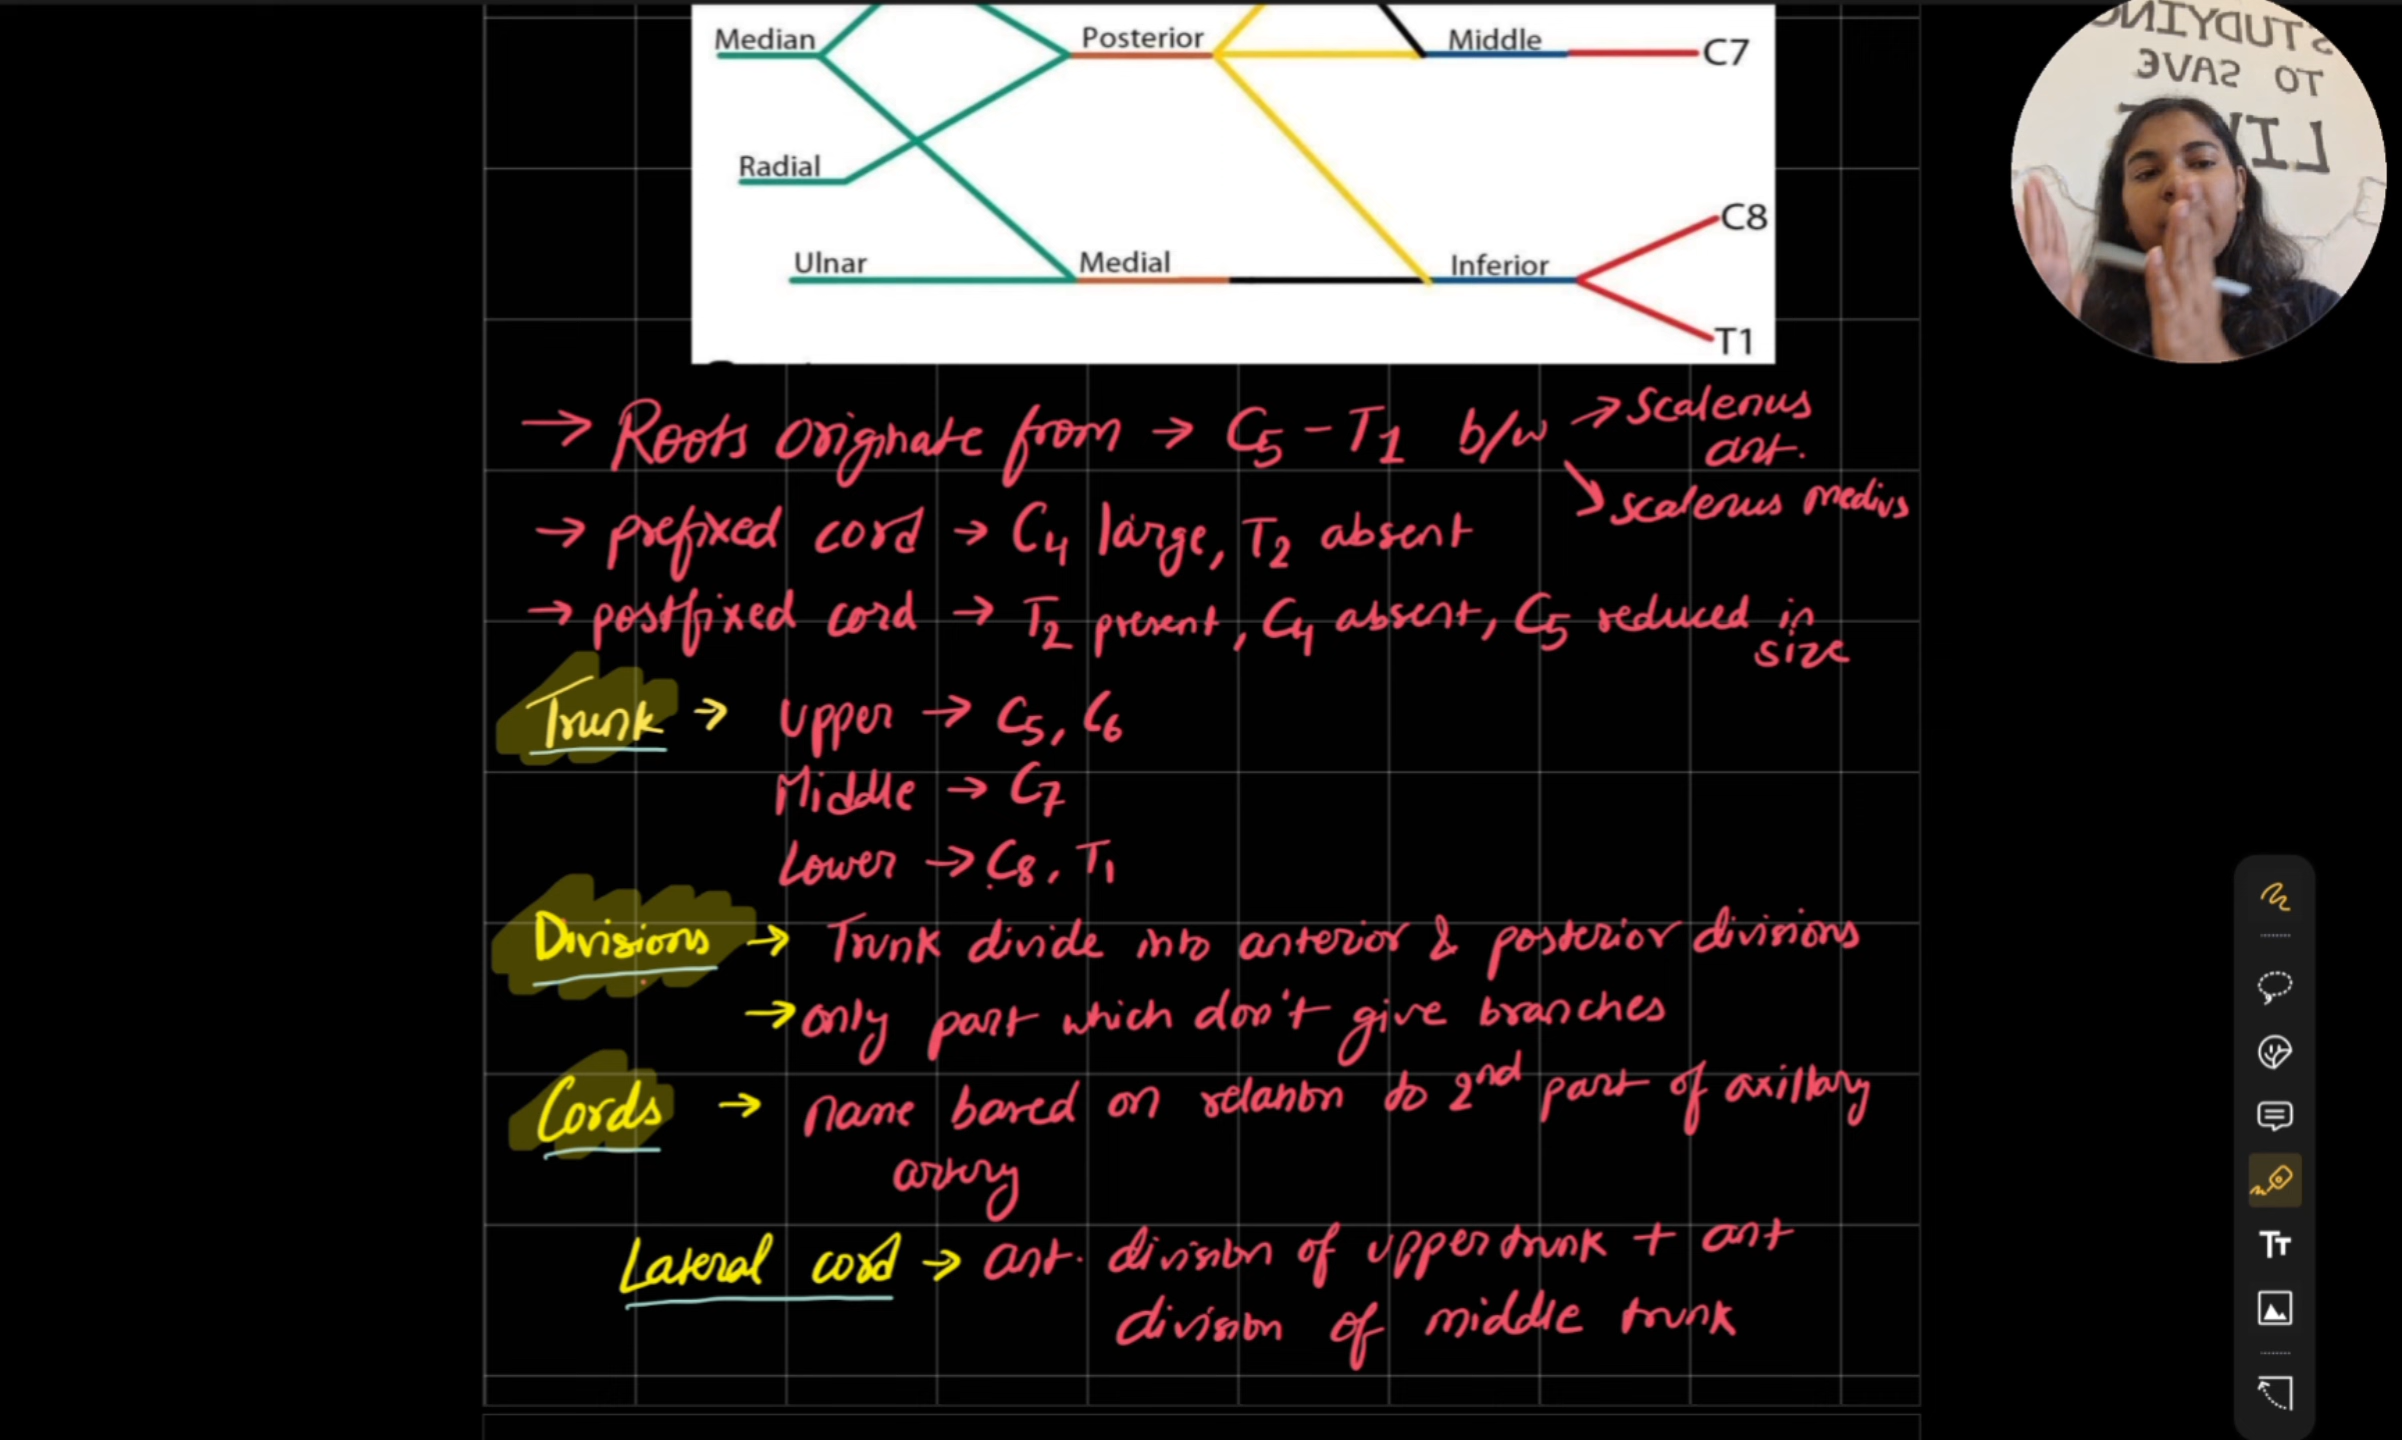 Median
Posterior
Middle
C7
Radial
C8
Ulnar
Medial
Inferior
T1
STUDYING
TO SAVE
→ Roots originate from → C5 - T1 b/w → Scalenus
ant.
↘ scalenus medius
→ prefixed cord → C4 large, T2 absent
→ postfixed cord → T2 present, C4 absent, C5 reduced in
size
Trunk → Upper → C5, C6
Middle → C7
Lower → C8, T1
Divisions → Trunk divide into anterior & posterior divisions
→ only part which don't give branches
Cords → name based on relation to 2nd part of axillary
artery
Lateral cord → ant. division of upper trunk + ant
division of middle trunk
TT